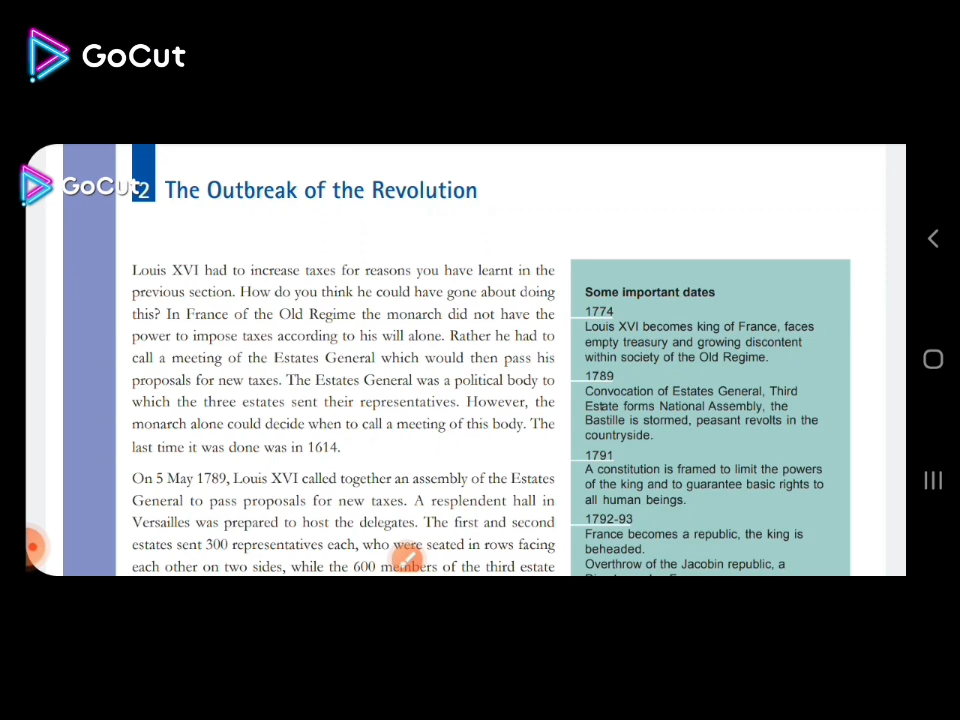 GoCut
GoCut
2 The Outbreak of the Revolution
Louis XVI had to increase taxes for reasons you have learnt in the
previous section. How do you think he could have gone about doing
this? In France of the Old Regime the monarch did not have the
power to impose taxes according to his will alone. Rather he had to
call a meeting of the Estates General which would then pass his
proposals for new taxes. The Estates General was a political body to
which the three estates sent their representatives. However, the
monarch alone could decide when to call a meeting of this body. The
last time it was done was in 1614.
On 5 May 1789, Louis XVI called together an assembly of the Estates
General to pass proposals for new taxes. A resplendent hall in
Versailles was prepared to host the delegates. The first and second
estates sent 300 representatives each, who were seated in rows facing
each other on two sides, while the 600 members of the third estate
Some important dates
1774
Louis XVI becomes king of France, faces
empty treasury and growing discontent
within society of the Old Regime.
1789
Convocation of Estates General, Third
Estate forms National Assembly, the
Bastille is stormed, peasant revolts in the
countryside.
1791
A constitution is framed to limit the powers
of the king and to guarantee basic rights to
all human beings.
1792-93
France becomes a republic, the king is
beheaded.
Overthrow of the Jacobin republic, a